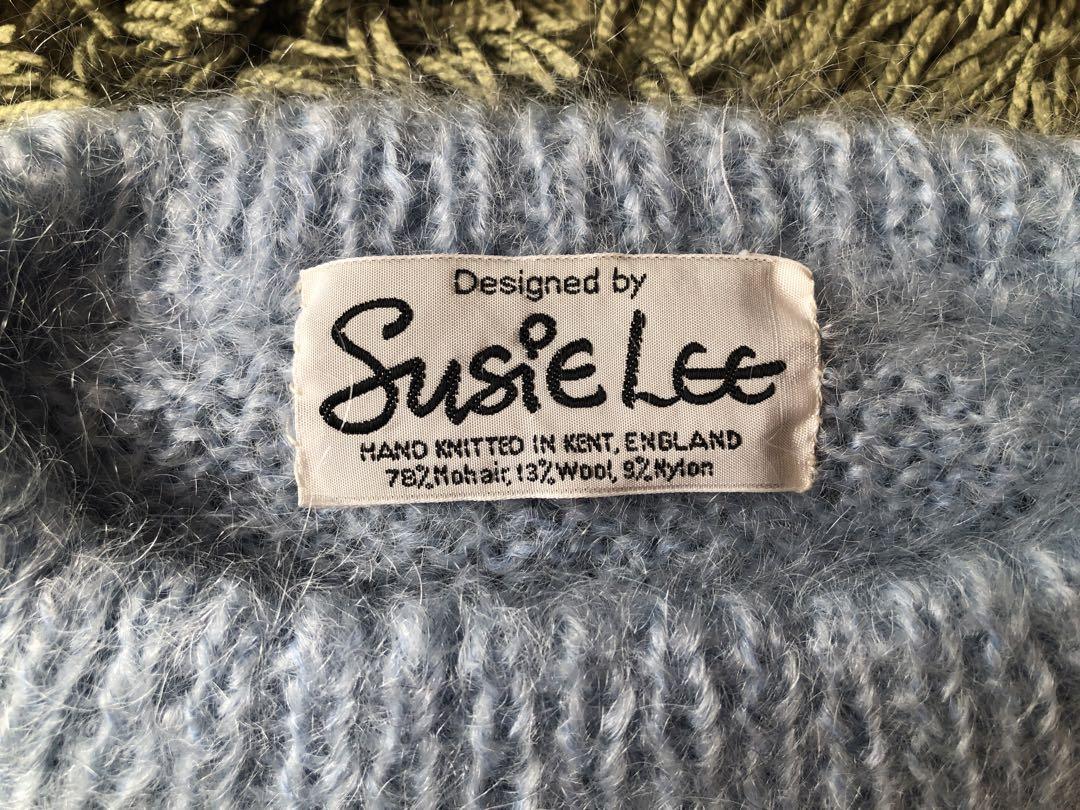 Designed by
SusiE LEE
HAND KNITTED IN KENT, ENGLAND
78% Mohair, 13% Wool, 9% Nylon